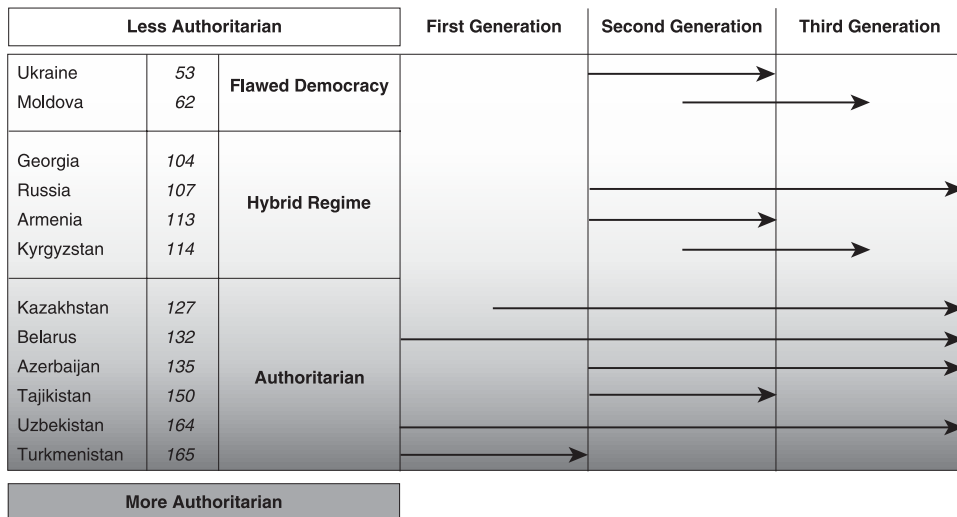 Less Authoritarian First Generation Second Generation Third Generation
Ukraine 53
Flawed Democracy
Moldova 62
Georgia 104
Russia 107
Hybrid Regime
Armenia 113
Kyrgyzstan 114
Kazakhstan 127
Belarus 132
Azerbaijan 135
Authoritarian
Tajikistan 150
Uzbekistan 164
Turkmenistan 165
More Authoritarian